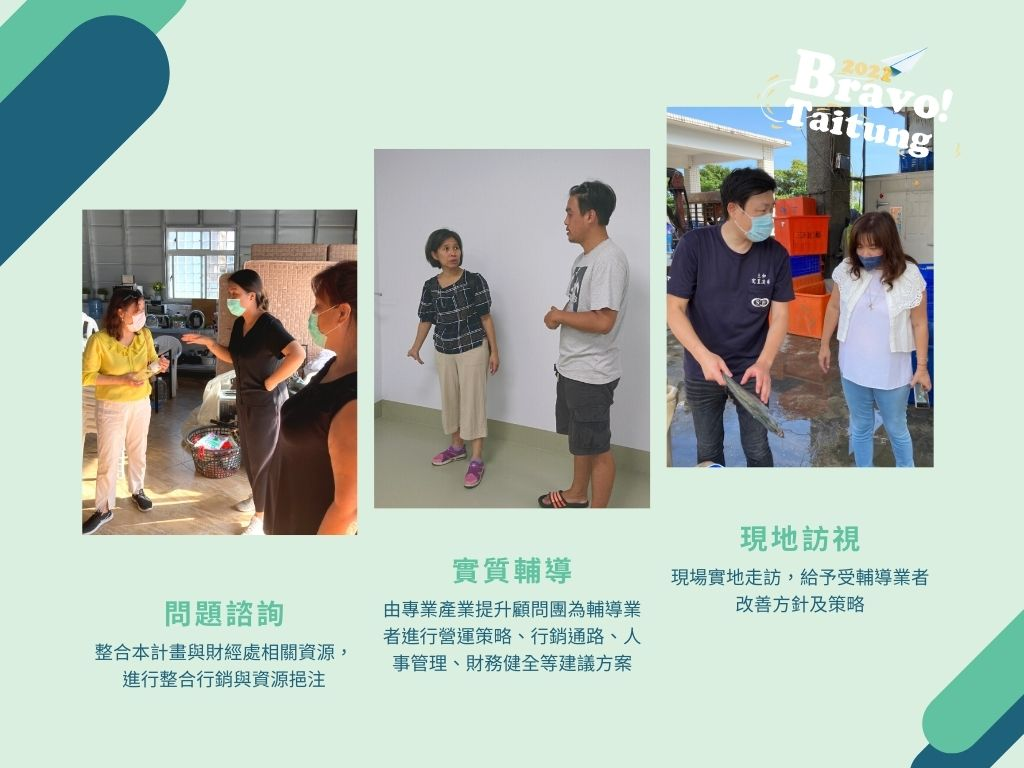 2022
Bravo!
Taitung
問題諮詢
整合本計畫與財經處相關資源，
進行整合行銷與資源挹注
實質輔導
由專業產業提升顧問團為輔導業
者進行營運策略、行銷通路、人
事管理、財務健全等建議方案
現地訪視
現場實地走訪，給予受輔導業者
改善方針及策略